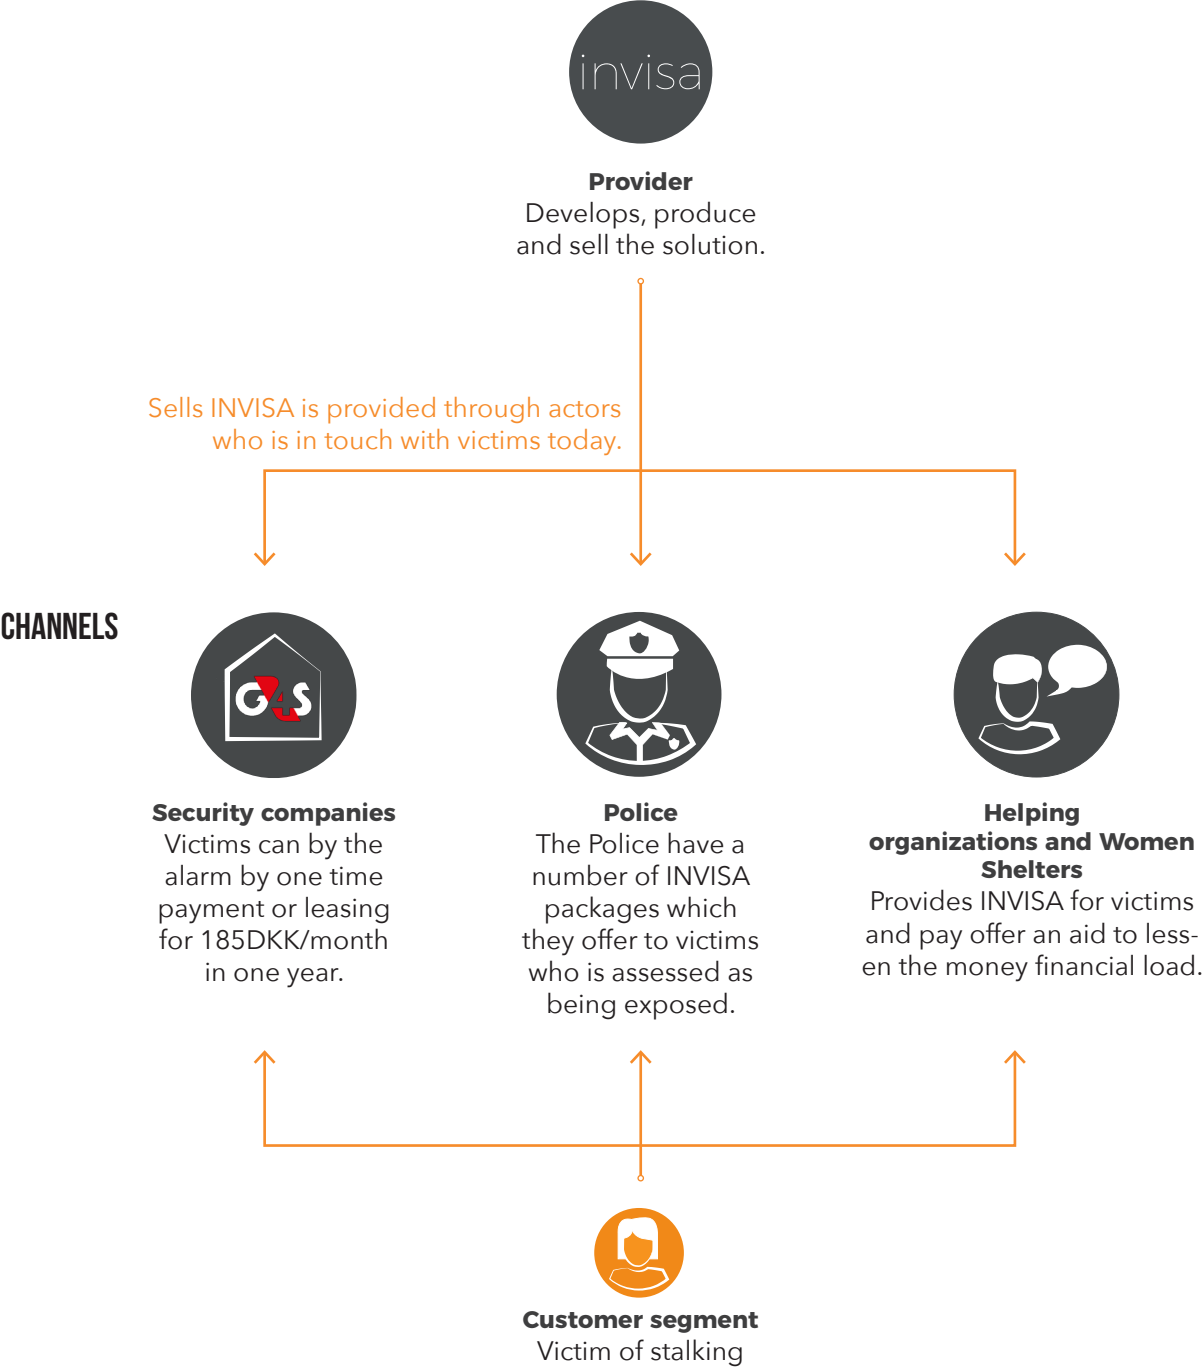 invisa
Provider
Develops, produce
and sell the solution.
Sells INVISA is provided through actors
who is in touch with victims today.
CHANNELS
G4S
Security companies
Victims can by the
alarm by one time
payment or leasing
for 185DKK/month
in one year.
Police
The Police have a
number of INVISA
packages which
they offer to victims
who is assessed as
being exposed.
Helping
organizations and Women
Shelters
Provides INVISA for victims
and pay offer an aid to less-
en the money financial load.
Customer segment
Victim of stalking